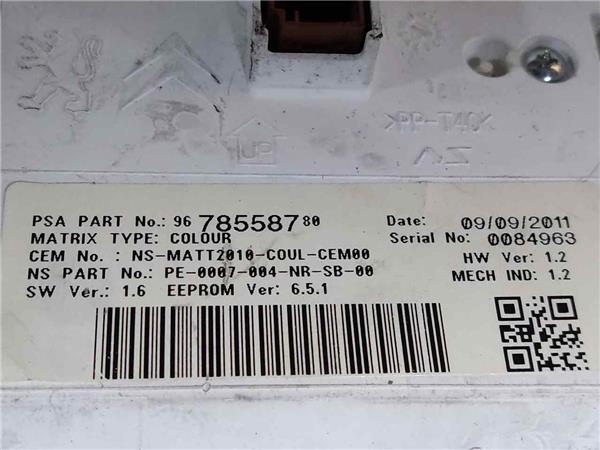 >PP-T40<
UP
PSA PART No.: 96 785587 80
MATRIX TYPE: COLOUR
CEM No. : NS-MATT2010-COUL-CEM00
NS PART No.: PE-0007-004-NR-SB-00
SW Ver.: 1.6 EEPROM Ver: 6.5.1
Date: 09/09/2011
Serial No: 0084963
HW Ver: 1.2
MECH IND: 1.2